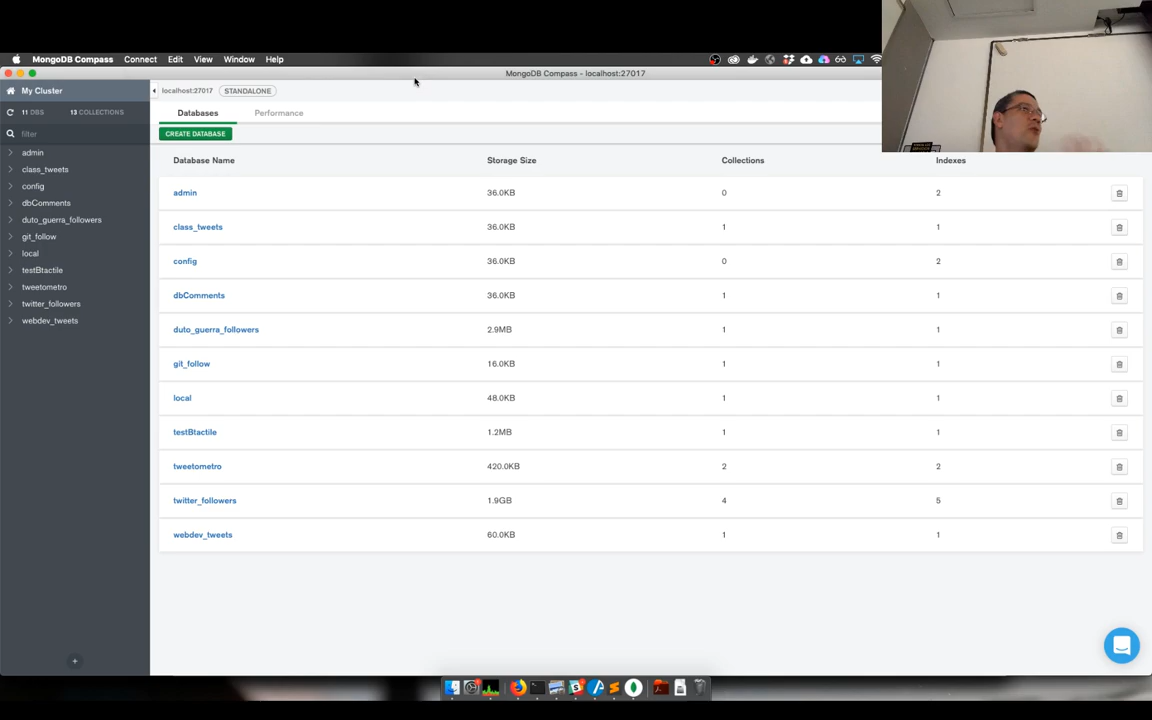 MongoDB Compass Connect Edit View Window Help
MongoDB Compass - localhost:27017
My Cluster
localhost:27017 STANDALONE
11 DBS 13 COLLECTIONS
Databases Performance
filter
CREATE DATABASE
admin
class_tweets
config
dbComments
duto_guerra_followers
git_follow
local
testBtactile
tweetometro
twitter_followers
webdev_tweets
Database Name Storage Size Collections Indexes
admin 36.0KB 0 2
class_tweets 36.0KB 1 1
config 36.0KB 0 2
dbComments 36.0KB 1 1
duto_guerra_followers 2.9MB 1 1
git_follow 16.0KB 1 1
local 48.0KB 1 1
testBtactile 1.2MB 1 1
tweetometro 420.0KB 2 2
twitter_followers 1.9GB 4 5
webdev_tweets 60.0KB 1 1